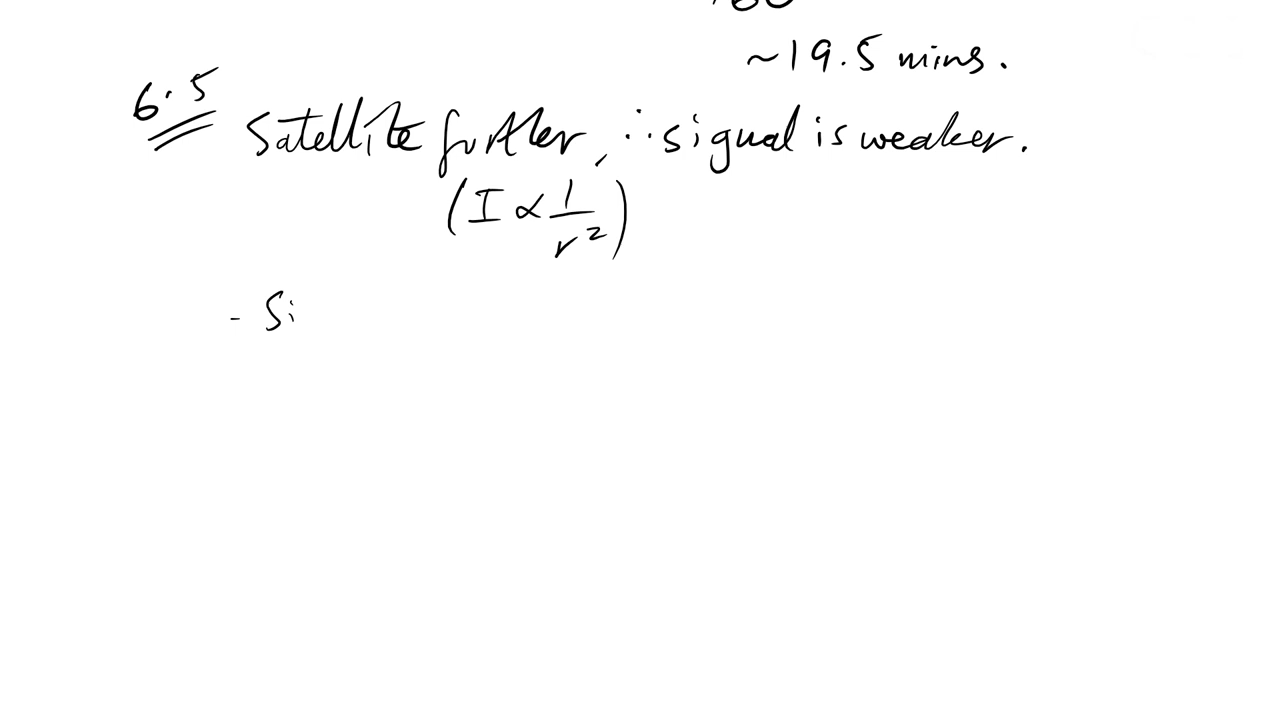 ~19.5 mins.
6.5 Satellite further, ∴ signal is weaker.
(I ∝ 1/r²)
- Si